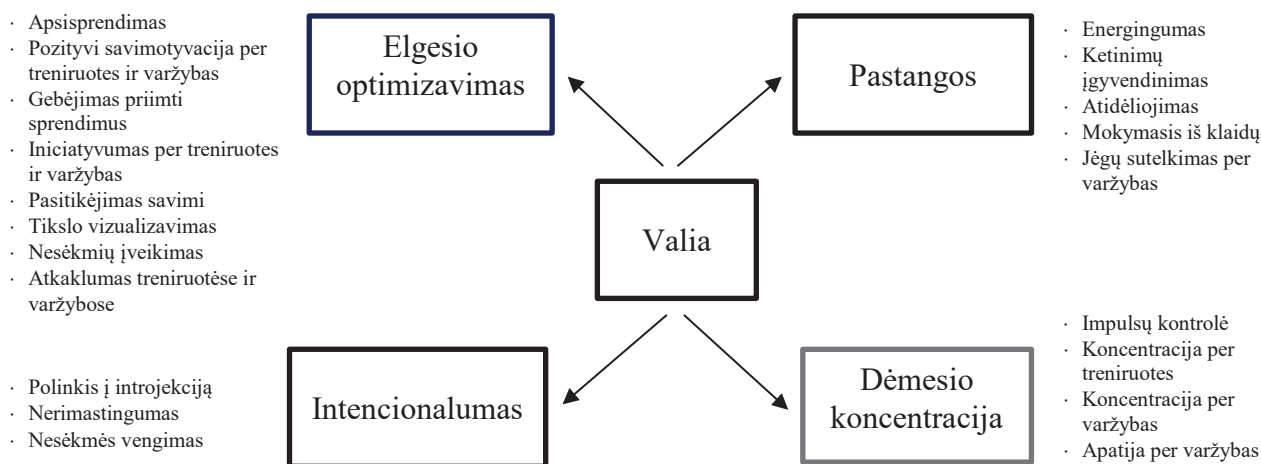 · Apsisprendimas
· Pozityvi savimotyvacija per
treniruotes ir varžybas
· Gebėjimas priimti
sprendimus
· Iniciatyvumas per treniruotes
ir varžybas
· Pasitikėjimas savimi
· Tikslo vizualizavimas
· Nesėkmių įveikimas
· Atkaklumas treniruotėse ir
varžybose
Elgesio
optimizavimas
Pastangos
· Energingumas
· Ketinimų
įgyvendinimas
· Atidėliojimas
· Mokymasis iš klaidų
· Jėgų sutelkimas per
varžybas
Valia
· Polinkis į introjekciją
· Nerimastingumas
· Nesėkmės vengimas
Intencionalumas
Dėmesio
koncentracija
· Impulsų kontrolė
· Koncentracija per
treniruotes
· Koncentracija per
varžybas
· Apatija per varžybas